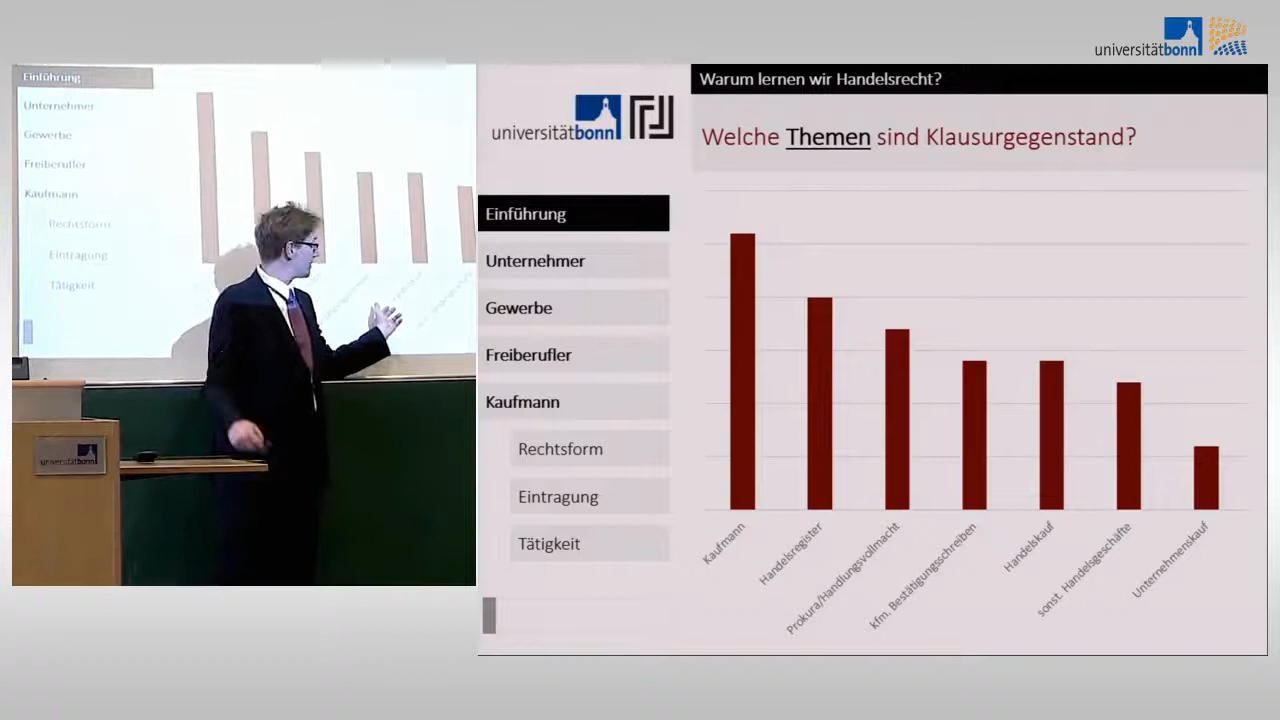 universitätbonn
Einführung
Unternehmer
Gewerbe
Freiberufler
Kaufmann
Rechtsform
Eintragung
Tätigkeit
universitätbonn
universitätbonn
Warum lernen wir Handelsrecht?
Welche Themen sind Klausurgegenstand?
Einführung
Unternehmer
Gewerbe
Freiberufler
Kaufmann
Rechtsform
Eintragung
Tätigkeit
Kaufmann
Handelsregister
Prokura/Handlungsvollmacht
kfm. Bestätigungsschreiben
Handelskauf
sonst. Handelsgeschäfte
Unternehmenskauf